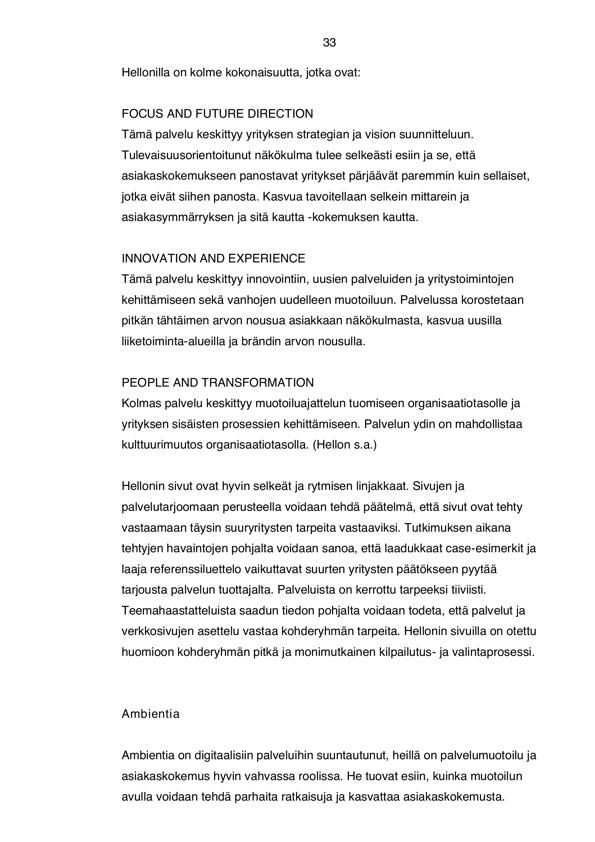 33
Hellonilla on kolme kokonaisuutta, jotka ovat:
FOCUS AND FUTURE DIRECTION
Tämä palvelu keskittyy yrityksen strategian ja vision suunnitteluun.
Tulevaisuusorientoitunut näkökulma tulee selkeästi esiin ja se, että
asiakaskokemukseen panostavat yritykset pärjäävät paremmin kuin sellaiset,
jotka eivät siihen panosta. Kasvua tavoitellaan selkein mittarein ja
asiakasymmärryksen ja sitä kautta -kokemuksen kautta.
INNOVATION AND EXPERIENCE
Tämä palvelu keskittyy innovointiin, uusien palveluiden ja yritystoimintojen
kehittämiseen sekä vanhojen uudelleen muotoiluun. Palvelussa korostetaan
pitkän tähtäimen arvon nousua asiakkaan näkökulmasta, kasvua uusilla
liiketoiminta-alueilla ja brändin arvon nousulla.
PEOPLE AND TRANSFORMATION
Kolmas palvelu keskittyy muotoiluajattelun tuomiseen organisaatiotasolle ja
yrityksen sisäisten prosessien kehittämiseen. Palvelun ydin on mahdollistaa
kulttuurimuutos organisaatiotasolla. (Hellon s.a.)
Hellonin sivut ovat hyvin selkeät ja rytmisen linjakkaat. Sivujen ja
palvelutarjoomaan perusteella voidaan tehdä päätelmä, että sivut ovat tehty
vastaamaan täysin suuryritysten tarpeita vastaaviksi. Tutkimuksen aikana
tehtyjen havaintojen pohjalta voidaan sanoa, että laadukkaat case-esimerkit ja
laaja referenssiluettelo vaikuttavat suurten yritysten päätökseen pyytää
tarjousta palvelun tuottajalta. Palveluista on kerrottu tarpeeksi tiiviisti.
Teemahaastatteluista saadun tiedon pohjalta voidaan todeta, että palvelut ja
verkkosivujen asettelu vastaa kohderyhmän tarpeita. Hellonin sivuilla on otettu
huomioon kohderyhmän pitkä ja monimutkainen kilpailutus- ja valintaprosessi.
Ambientia
Ambientia on digitaalisiin palveluihin suuntautunut, heillä on palvelumuotoilu ja
asiakaskokemus hyvin vahvassa roolissa. He tuovat esiin, kuinka muotoilun
avulla voidaan tehdä parhaita ratkaisuja ja kasvattaa asiakaskokemusta.